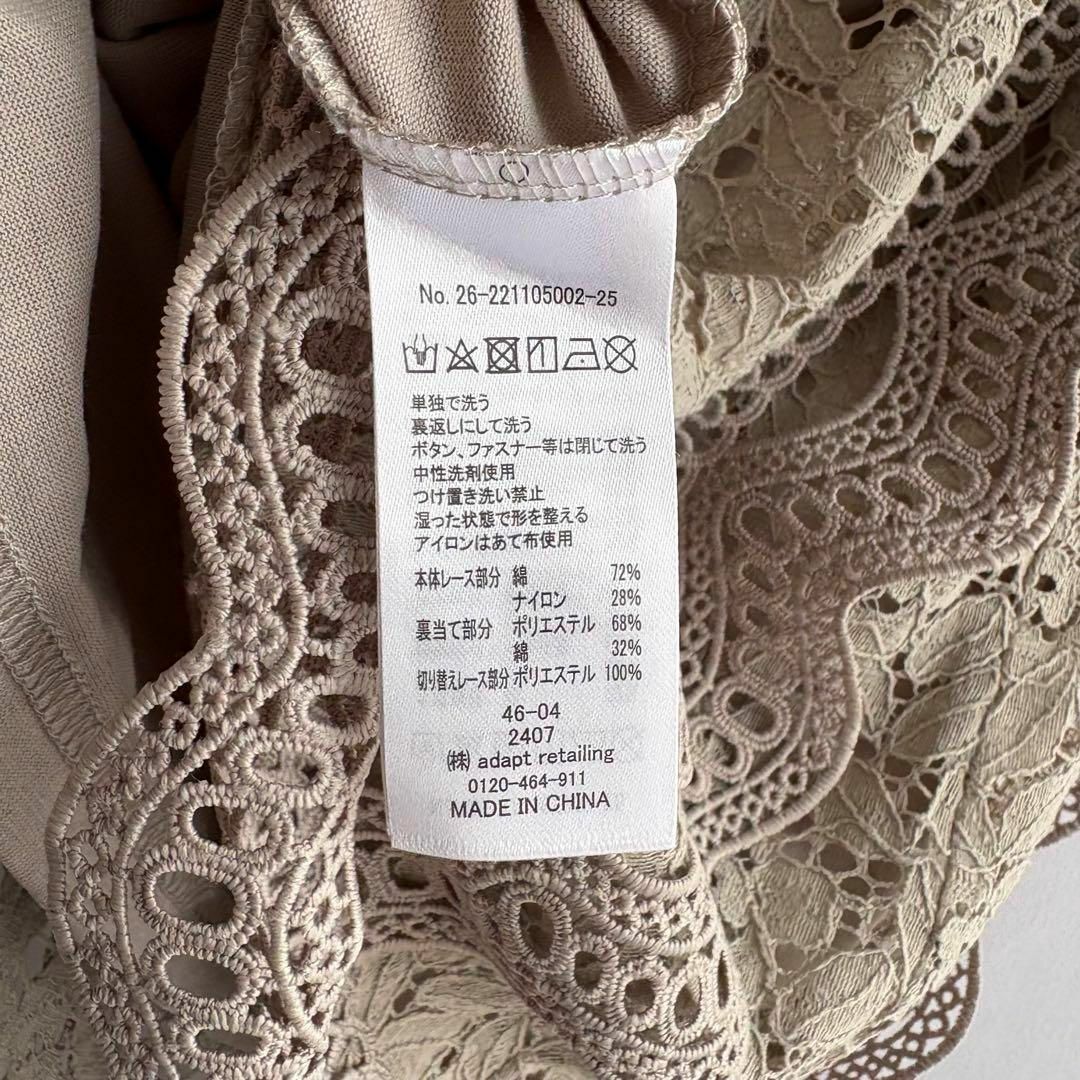 No. 26-221105002-25
単独で洗う
裏返しにして洗う
ボタン、ファスナー等は閉じて洗う
中性洗剤使用
つけ置き洗い禁止
湿った状態で形を整える
アイロンはあて布使用
本体レース部分 綿 72%
ナイロン 28%
裏当て部分 ポリエステル 68%
綿 32%
切り替えレース部分 ポリエステル 100%
46-04
2407
㈱ adapt retailing
0120-464-911
MADE IN CHINA